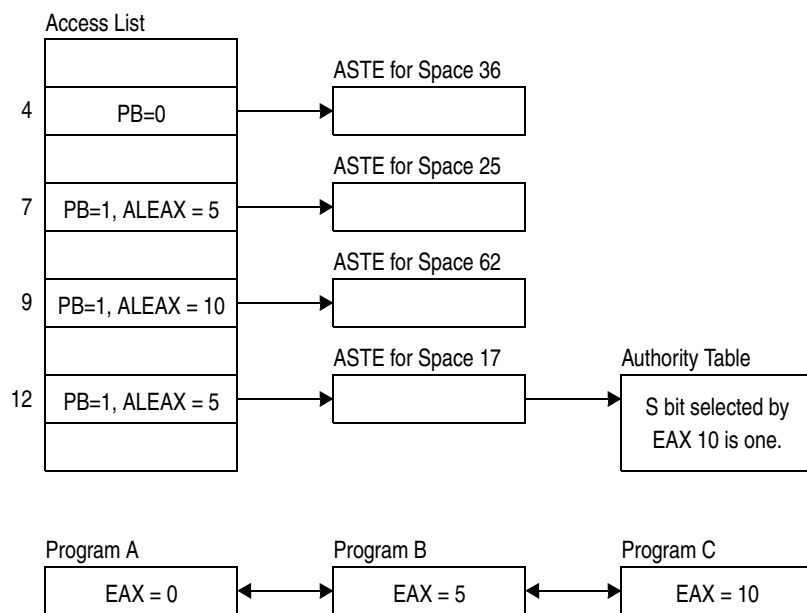 Access List
ASTE for Space 36
4 PB=0
ASTE for Space 25
7 PB=1, ALEAX = 5
ASTE for Space 62
9 PB=1, ALEAX = 10
ASTE for Space 17 Authority Table
12 PB=1, ALEAX = 5
S bit selected by
EAX 10 is one.
Program A Program B Program C
EAX = 0 EAX = 5 EAX = 10